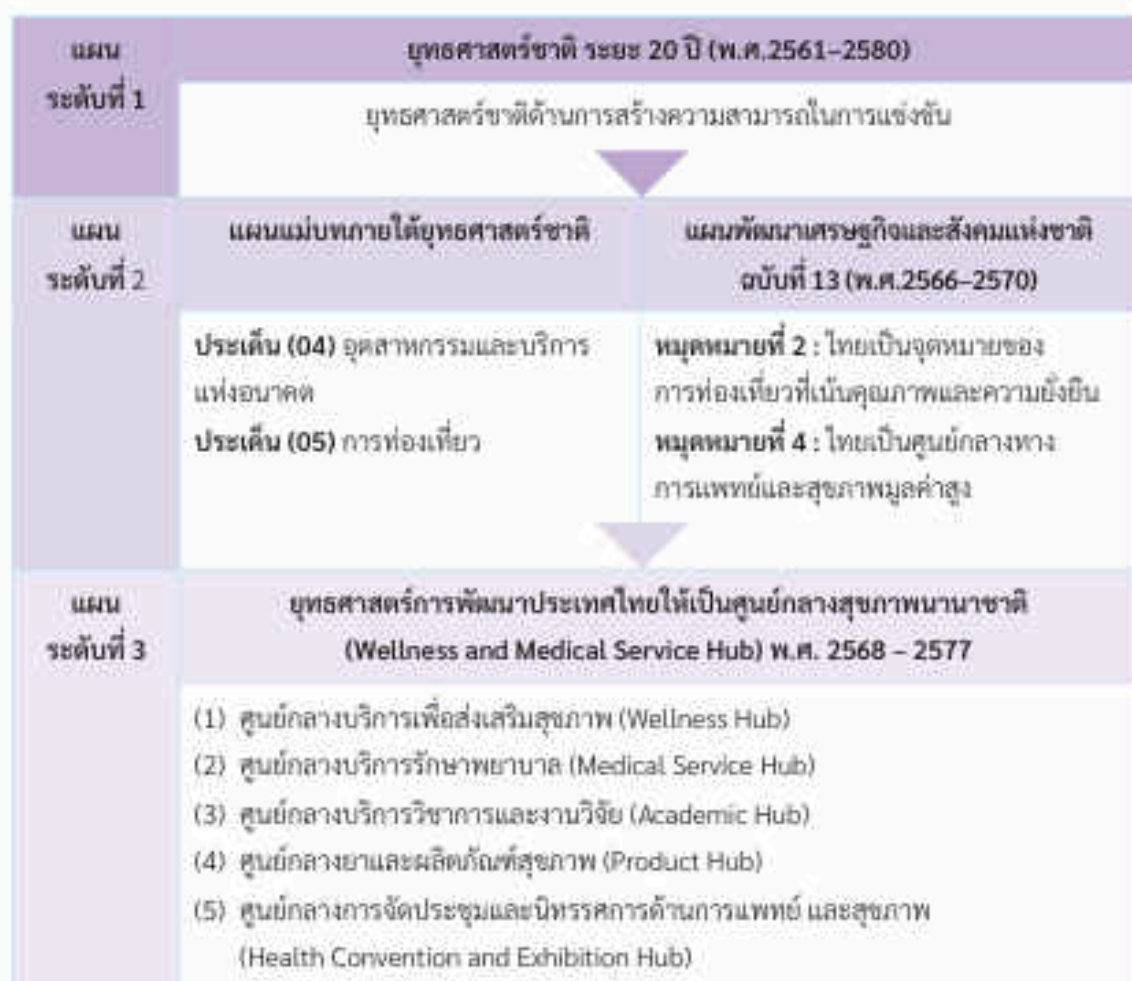 แผน
ระดับที่ 1
ยุทธศาสตร์ชาติ ระยะ 20 ปี (พ.ศ.2561–2580)
ยุทธศาสตร์ชาติด้านการสร้างความสามารถในการแข่งขัน
แผน
ระดับที่ 2
แผนแม่บทภายใต้ยุทธศาสตร์ชาติ
แผนพัฒนาเศรษฐกิจและสังคมแห่งชาติ
ฉบับที่ 13 (พ.ศ.2566–2570)
ประเด็น (04) อุตสาหกรรมและบริการ
แห่งอนาคต
ประเด็น (05) การท่องเที่ยว
หมุดหมายที่ 2 : ไทยเป็นจุดหมายของ
การท่องเที่ยวที่เน้นคุณภาพและความยั่งยืน
หมุดหมายที่ 4 : ไทยเป็นศูนย์กลางทาง
การแพทย์และสุขภาพมูลค่าสูง
แผน
ระดับที่ 3
ยุทธศาสตร์การพัฒนาประเทศไทยให้เป็นศูนย์กลางสุขภาพนานาชาติ
(Wellness and Medical Service Hub) พ.ศ. 2568 – 2577
(1) ศูนย์กลางบริการเพื่อส่งเสริมสุขภาพ (Wellness Hub)
(2) ศูนย์กลางบริการรักษาพยาบาล (Medical Service Hub)
(3) ศูนย์กลางบริการวิชาการและงานวิจัย (Academic Hub)
(4) ศูนย์กลางยาและผลิตภัณฑ์สุขภาพ (Product Hub)
(5) ศูนย์กลางการจัดประชุมและนิทรรศการด้านการแพทย์ และสุขภาพ
(Health Convention and Exhibition Hub)